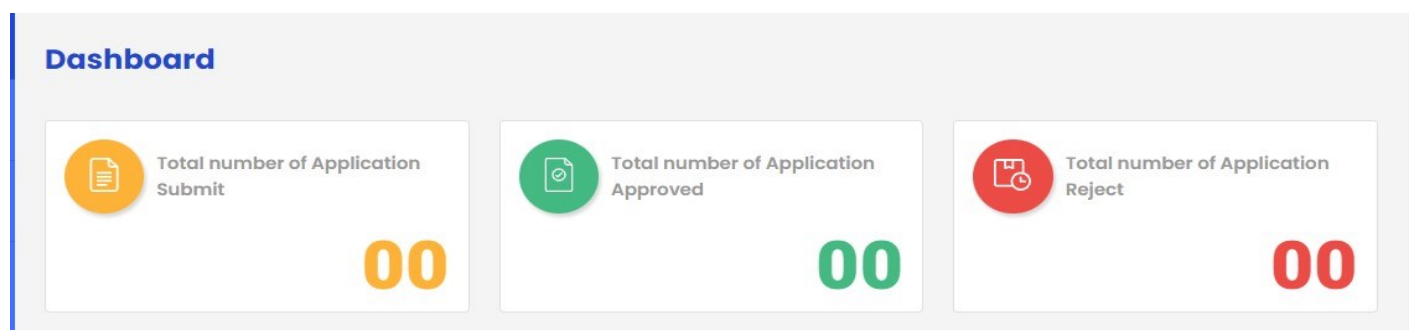 Dashboard
Total number of Application
Submit
00
Total number of Application
Approved
00
Total number of Application
Reject
00